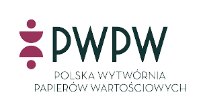 PWPW
POLSKA WYTWÓRNIA
PAPIERÓW WARTOŚCIOWYCH